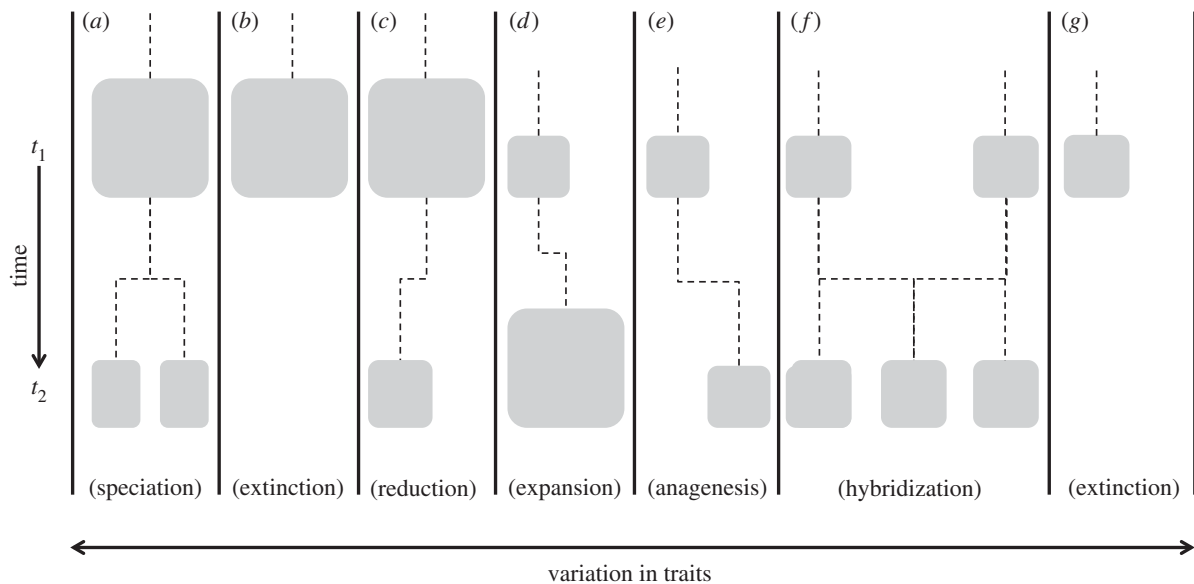 (a) (b) (c) (d) (e) (f) (g)
t1
time
t2
(speciation) (extinction) (reduction) (expansion) (anagenesis) (hybridization) (extinction)
variation in traits